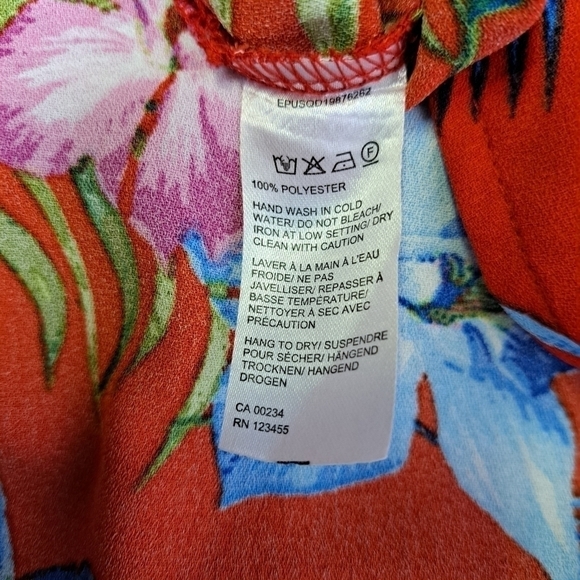 EPUSOD19876262
F
100% POLYESTER
HAND WASH IN COLD
WATER/ DO NOT BLEACH/
IRON AT LOW SETTING/ DRY
CLEAN WITH CAUTION
LAVER À LA MAIN À L'EAU
FROIDE/ NE PAS
JAVELLISER/ REPASSER À
BASSE TEMPÉRATURE/
NETTOYER À SEC AVEC
PRÉCAUTION
HANG TO DRY/ SUSPENDRE
POUR SÉCHER/ HÄNGEND
TROCKNEN/ HANGEND
DROGEN
CA 00234
RN 123455